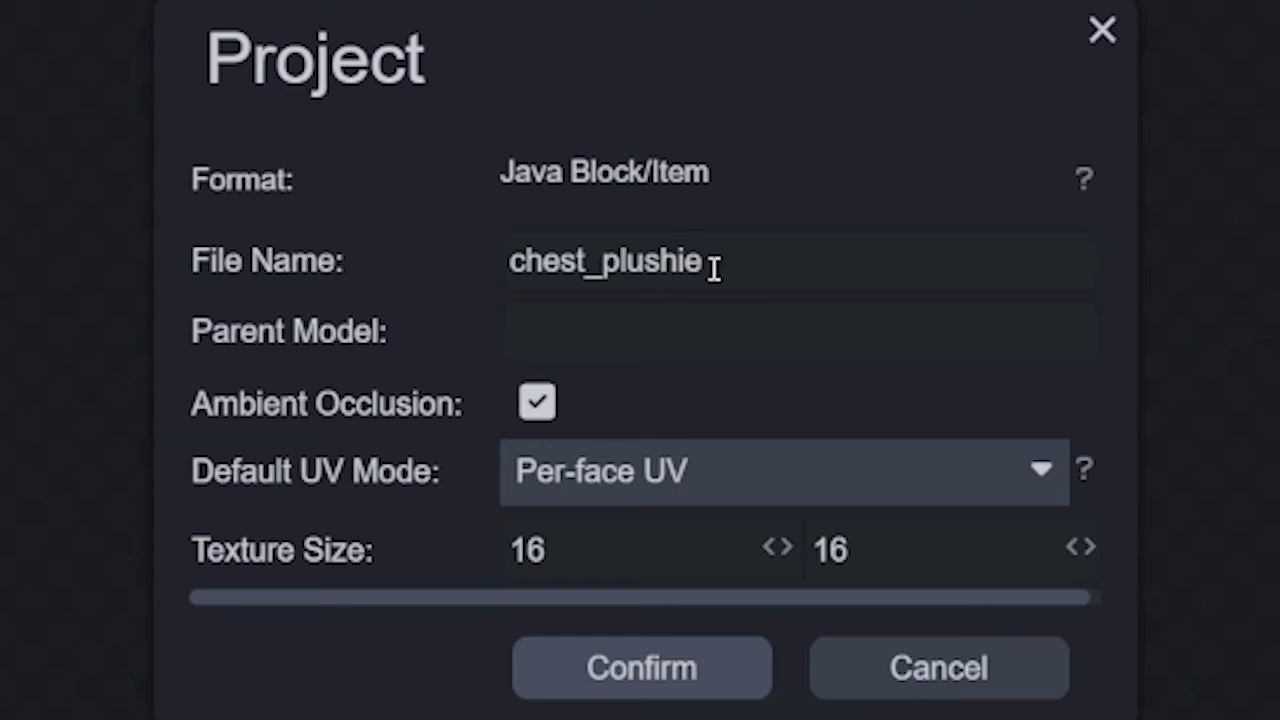 Project
Format: Java Block/Item ?
File Name: chest_plushie
Parent Model:
Ambient Occlusion:
Default UV Mode: Per-face UV ?
Texture Size: 16 <> 16 <>
Confirm Cancel